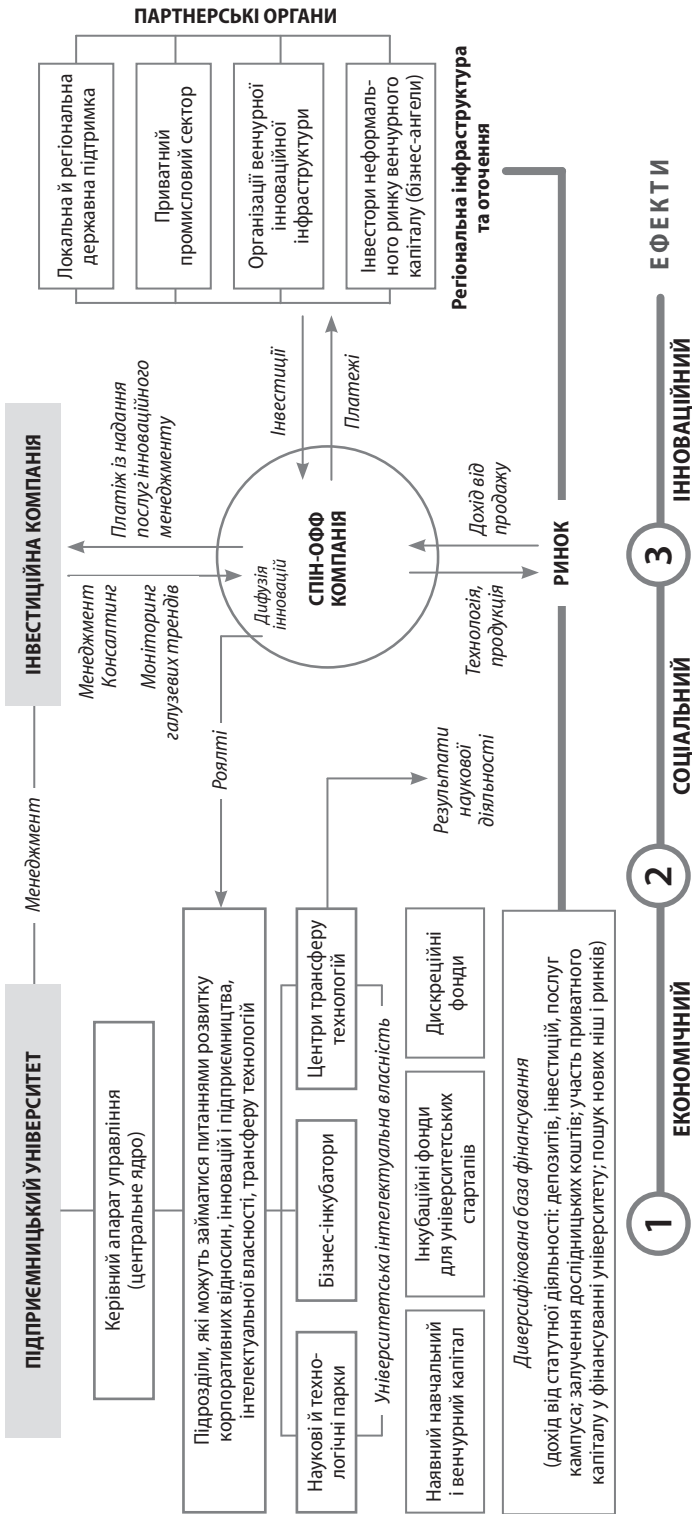 ПІДПРИЄМНИЦЬКИЙ УНІВЕРСИТЕТ
Менеджмент
ІНВЕСТИЦІЙНА КОМПАНІЯ
ПАРТНЕРСЬКІ ОРГАНИ
Керівний апарат управління
(центральне ядро)
Підрозділи, які можуть займатися питаннями розвитку
корпоративних відносин, інновацій і підприємництва,
інтелектуальної власності, трансферу технологій
Наукові й техно-
логічні парки
Бізнес-інкубатори
Центри трансферу
технологій
Університетська інтелектуальна власність
Наявний навчальний
і венчурний капітал
Інкубаційні фонди
для університетських
стартапів
Дискреційні
фонди
Диверсифікована база фінансування
(дохід від статутної діяльності: депозитів, інвестицій, послуг
кампуса; залучення дослідницьких коштів; участь приватного
капіталу у фінансуванні університету; пошук нових ніш і ринків)
Роялті
Результати
наукової
діяльності
Менеджмент
Консалтинг
Моніторинг
галузевих трендів
Платіж із надання
послуг інноваційного
менеджменту
Дифузія
інновацій
СПІН-ОФФ
КОМПАНІЯ
Інвестиції
Платежі
Технологія,
продукція
Дохід від
продажу
РИНОК
Локальна й регіональна
державна підтримка
Приватний
промисловий сектор
Організації венчурної
інноваційної
інфраструктури
Інвестори неформаль-
ного ринку венчурного
капіталу (бізнес-ангели)
Регіональна інфраструктура
та оточення
1
ЕКОНОМІЧНИЙ
2
СОЦІАЛЬНИЙ
3
ІННОВАЦІЙНИЙ
ЕФЕКТИ